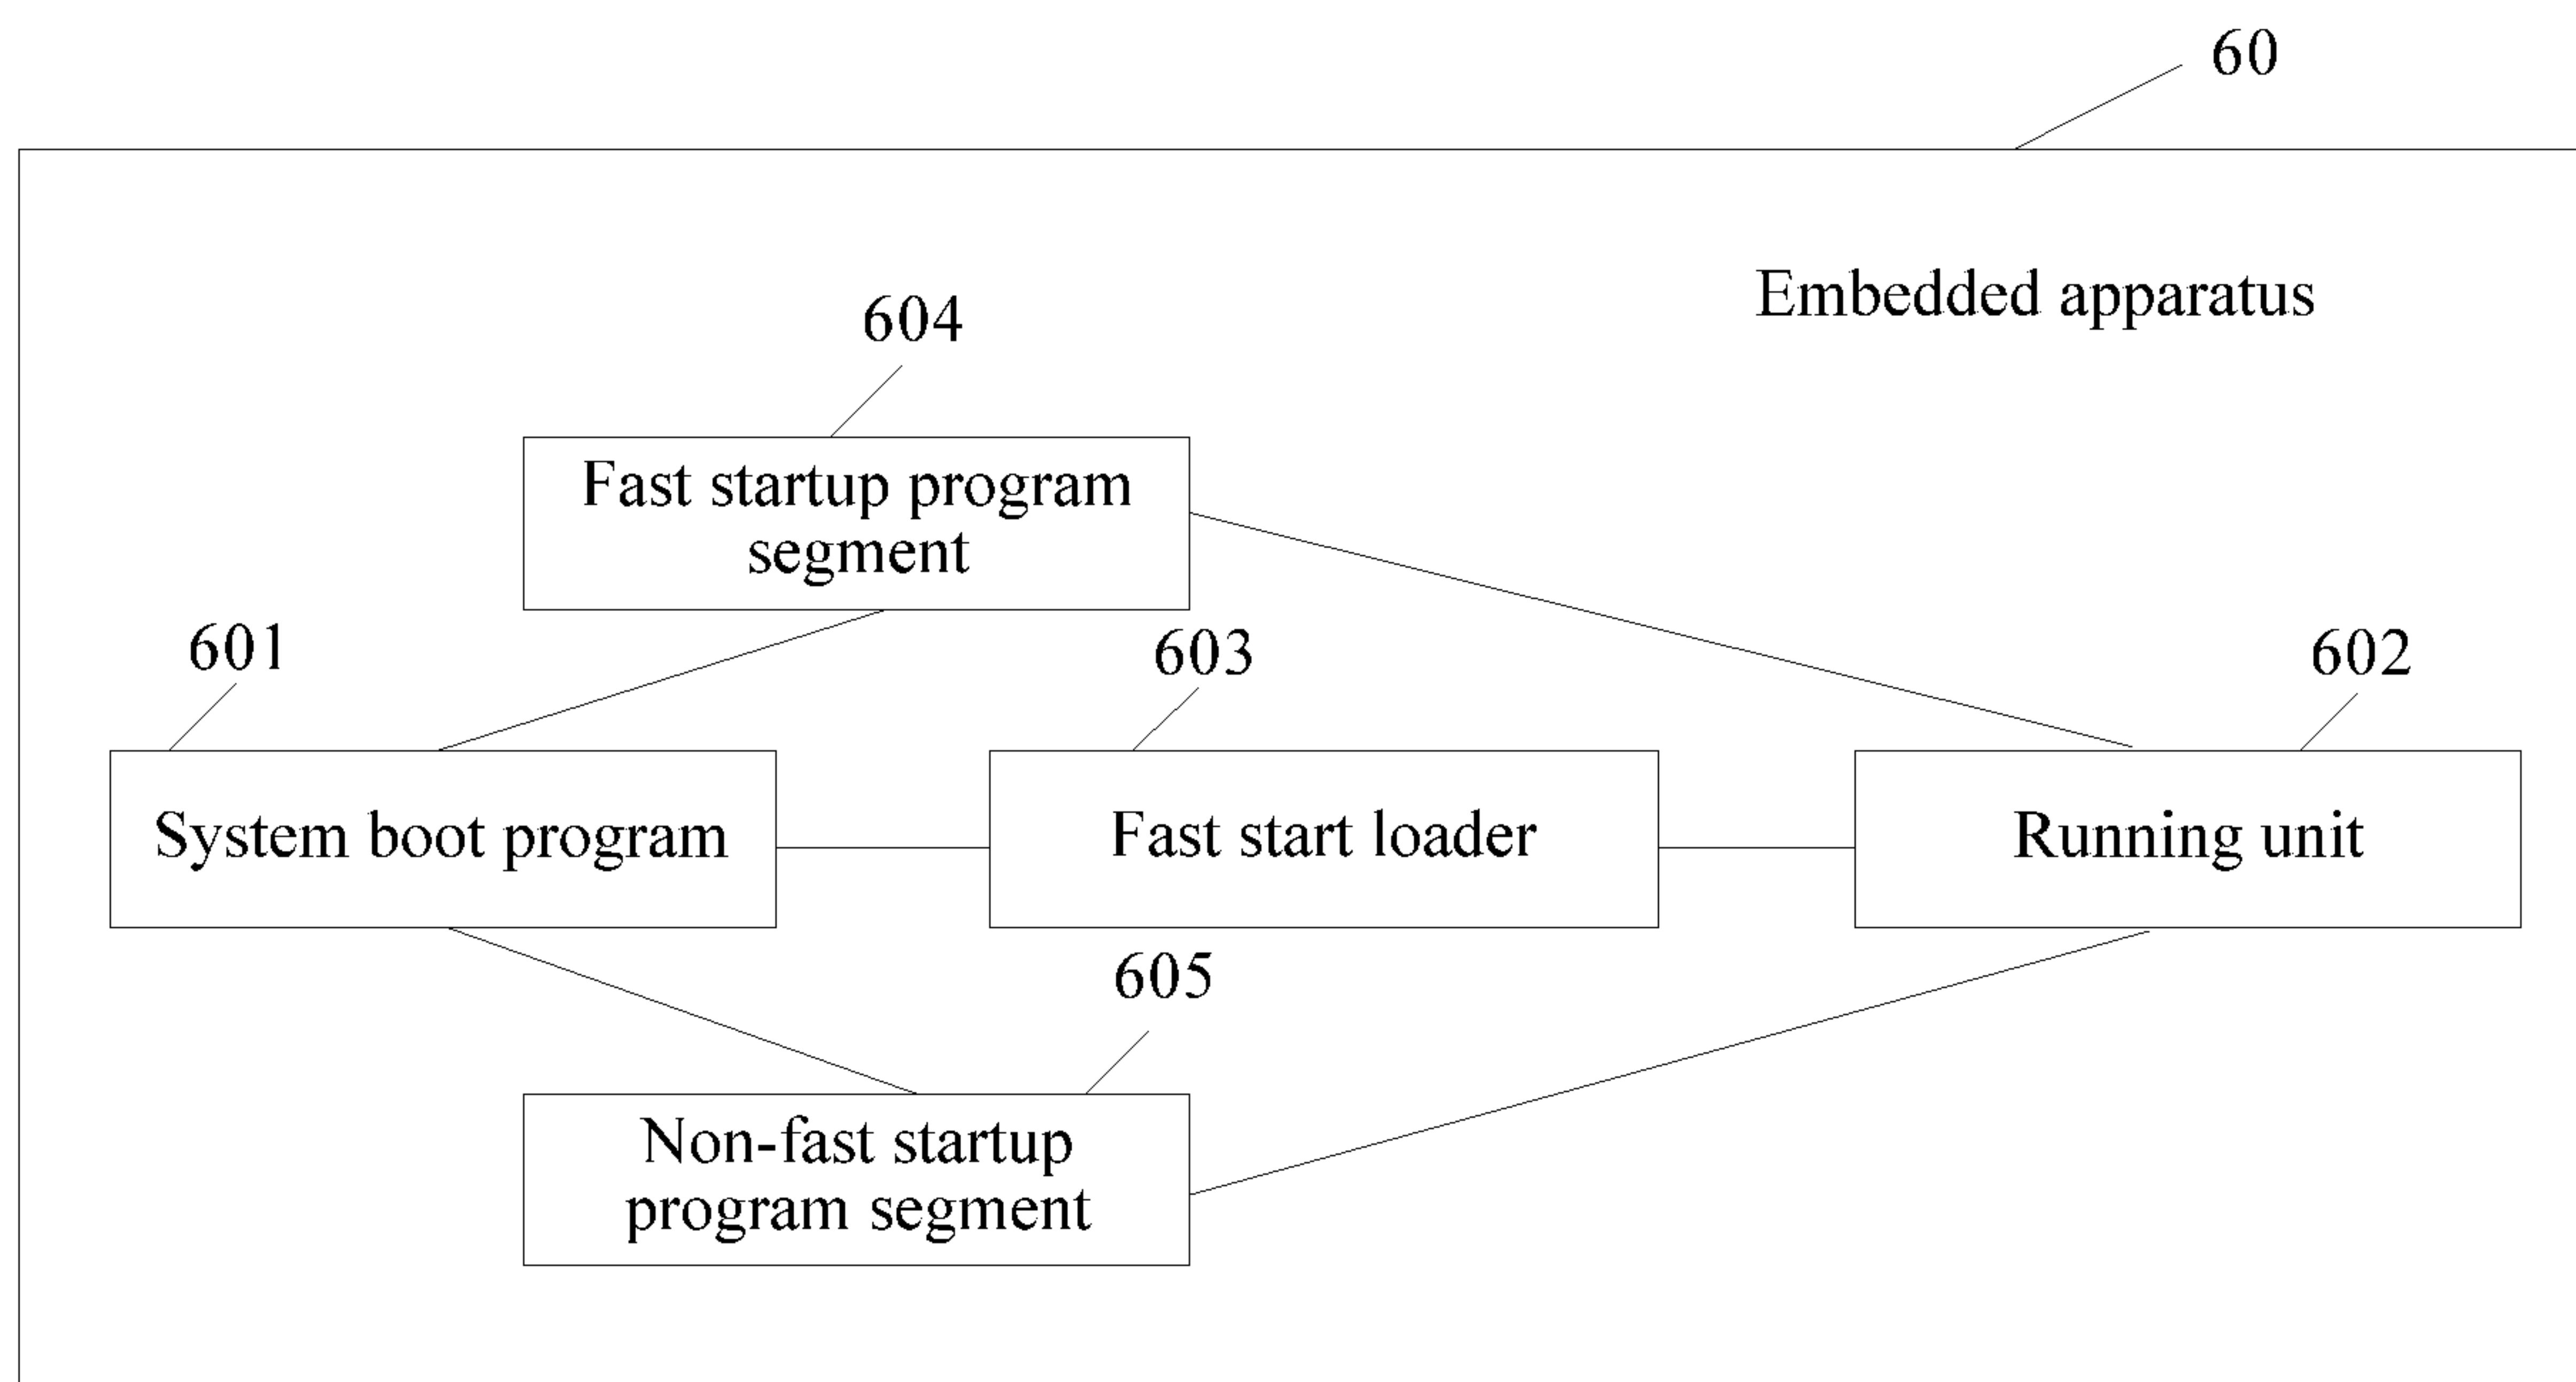 60
Embedded apparatus
604
Fast startup program
segment
601
603
602
System boot program
Fast start loader
Running unit
605
Non-fast startup
program segment